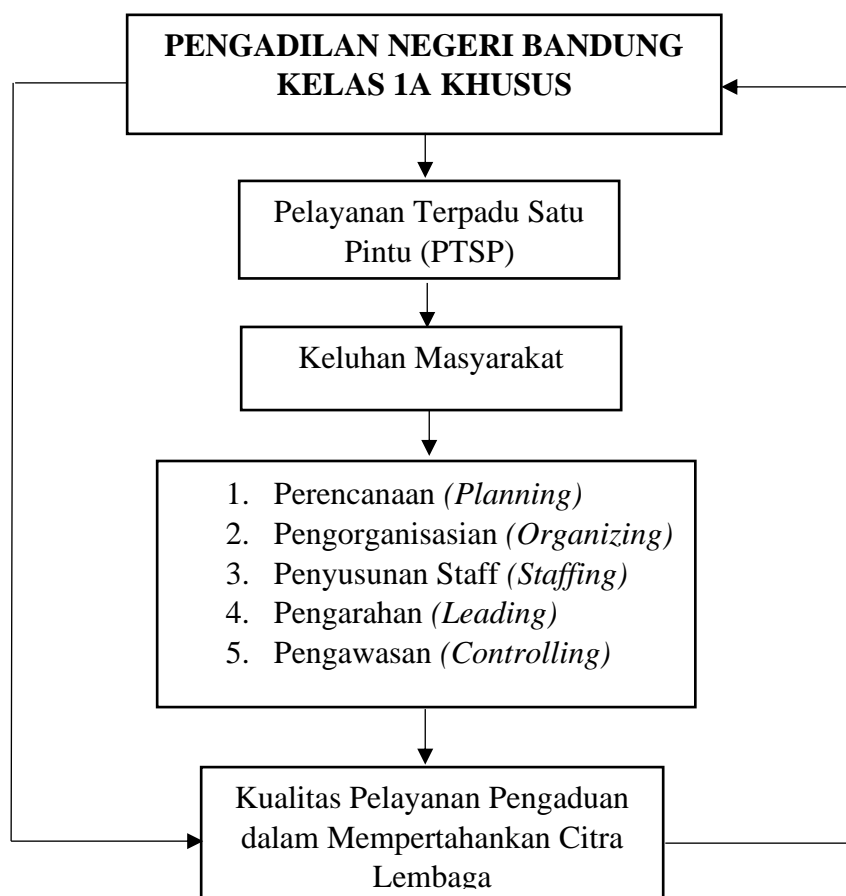 PENGADILAN NEGERI BANDUNG
KELAS 1A KHUSUS
Pelayanan Terpadu Satu
Pintu (PTSP)
Keluhan Masyarakat
1. Perencanaan (Planning)
2. Pengorganisasian (Organizing)
3. Penyusunan Staff (Staffing)
4. Pengarahan (Leading)
5. Pengawasan (Controlling)
Kualitas Pelayanan Pengaduan
dalam Mempertahankan Citra
Lembaga